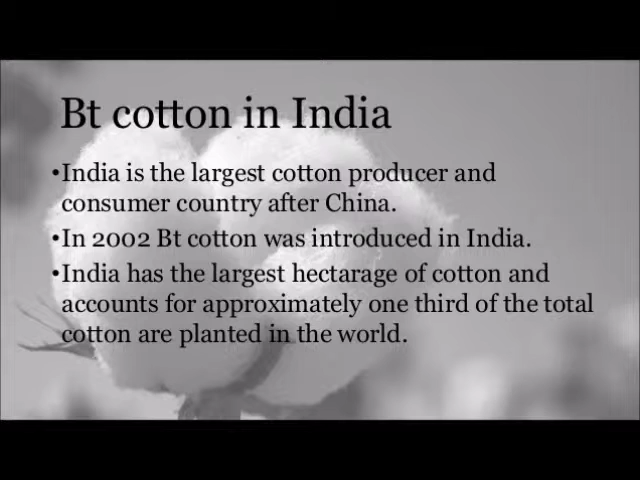 Bt cotton in India
•India is the largest cotton producer and
consumer country after China.
•In 2002 Bt cotton was introduced in India.
•India has the largest hectarage of cotton and
accounts for approximately one third of the total
cotton are planted in the world.